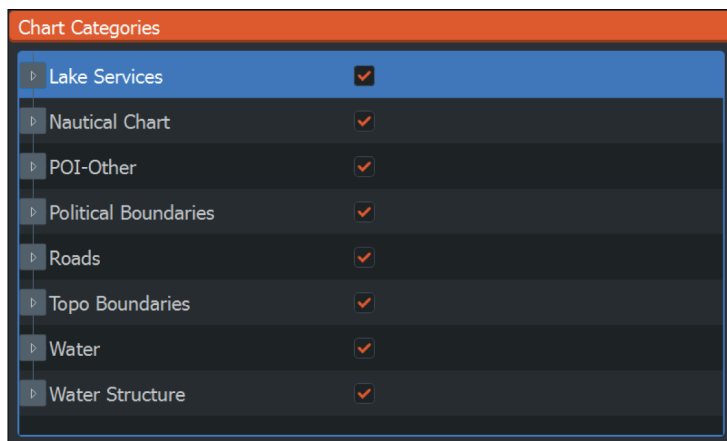 Chart Categories
Lake Services
Nautical Chart
POI-Other
Political Boundaries
Roads
Topo Boundaries
Water
Water Structure